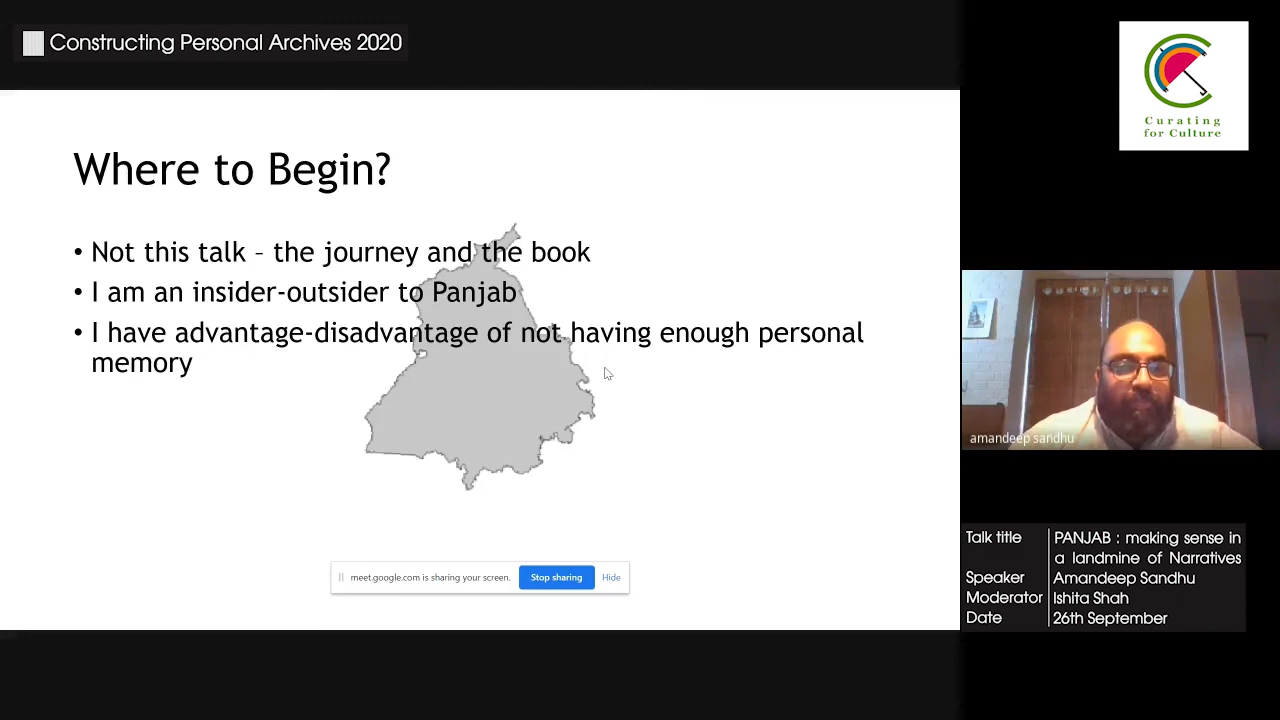 Constructing Personal Archives 2020
Curating
for Culture
Where to Begin?
• Not this talk – the journey and the book
• I am an insider-outsider to Panjab
• I have advantage-disadvantage of not having enough personal
memory
amandeep sandhu
meet.google.com is sharing your screen. Stop sharing Hide
Talk title PANJAB : making sense in
a landmine of Narratives
Speaker Amandeep Sandhu
Moderator Ishita Shah
Date 26th September